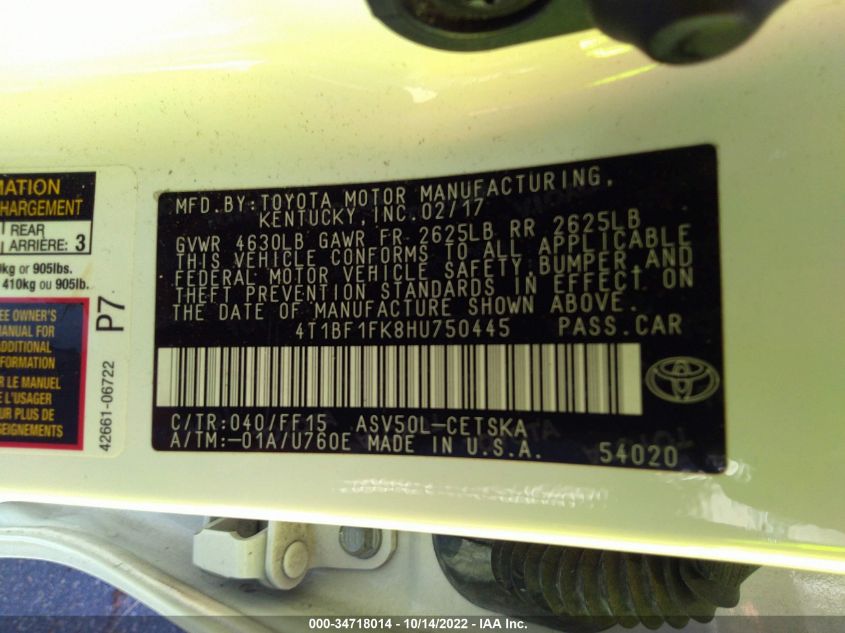 MATION
HARGEMENT
REAR
ARRIÈRE: 3
kg or 905lbs.
410kg ou 905lb.
EE OWNER'S
MANUAL FOR
ADDITIONAL
NFORMATION
R LE MANUEL
L'USAGER
UR PLUS DE
SEIGNEMENTS
P7
42661-06722
MFD.BY:TOYOTA MOTOR MANUFACTURING,
KENTUCKY,INC.02/17
GVWR 4630LB GAWR FR 2625LB RR 2625LB
THIS VEHICLE CONFORMS TO ALL APPLICABLE
FEDERAL MOTOR VEHICLE SAFETY,BUMPER,AND
THEFT PREVENTION STANDARDS IN EFFECT ON
THE DATE OF MANUFACTURE SHOWN ABOVE.
4T1BF1FK8HU750445 PASS.CAR
C/TR:040/FF15 ASV50L-CETSKA
A/TM:-01A/U760E MADE IN U.S.A. 54020
000-34718014 - 10/14/2022 - IAA Inc.